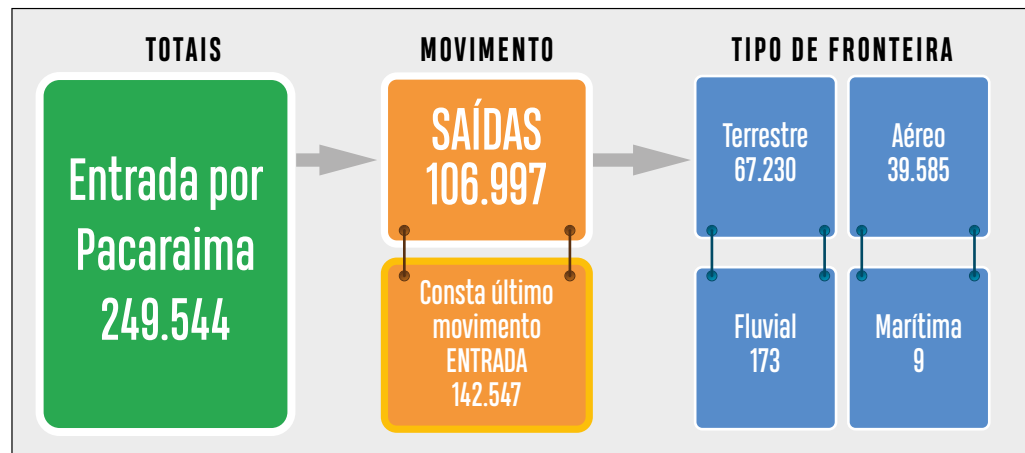 TOTAIS
Entrada por
Pacaraima
249.544
MOVIMENTO
SAÍDAS
106.997
Consta último
movimento
ENTRADA
142.547
TIPO DE FRONTEIRA
Terrestre
67.230
Aéreo
39.585
Fluvial
173
Marítima
9